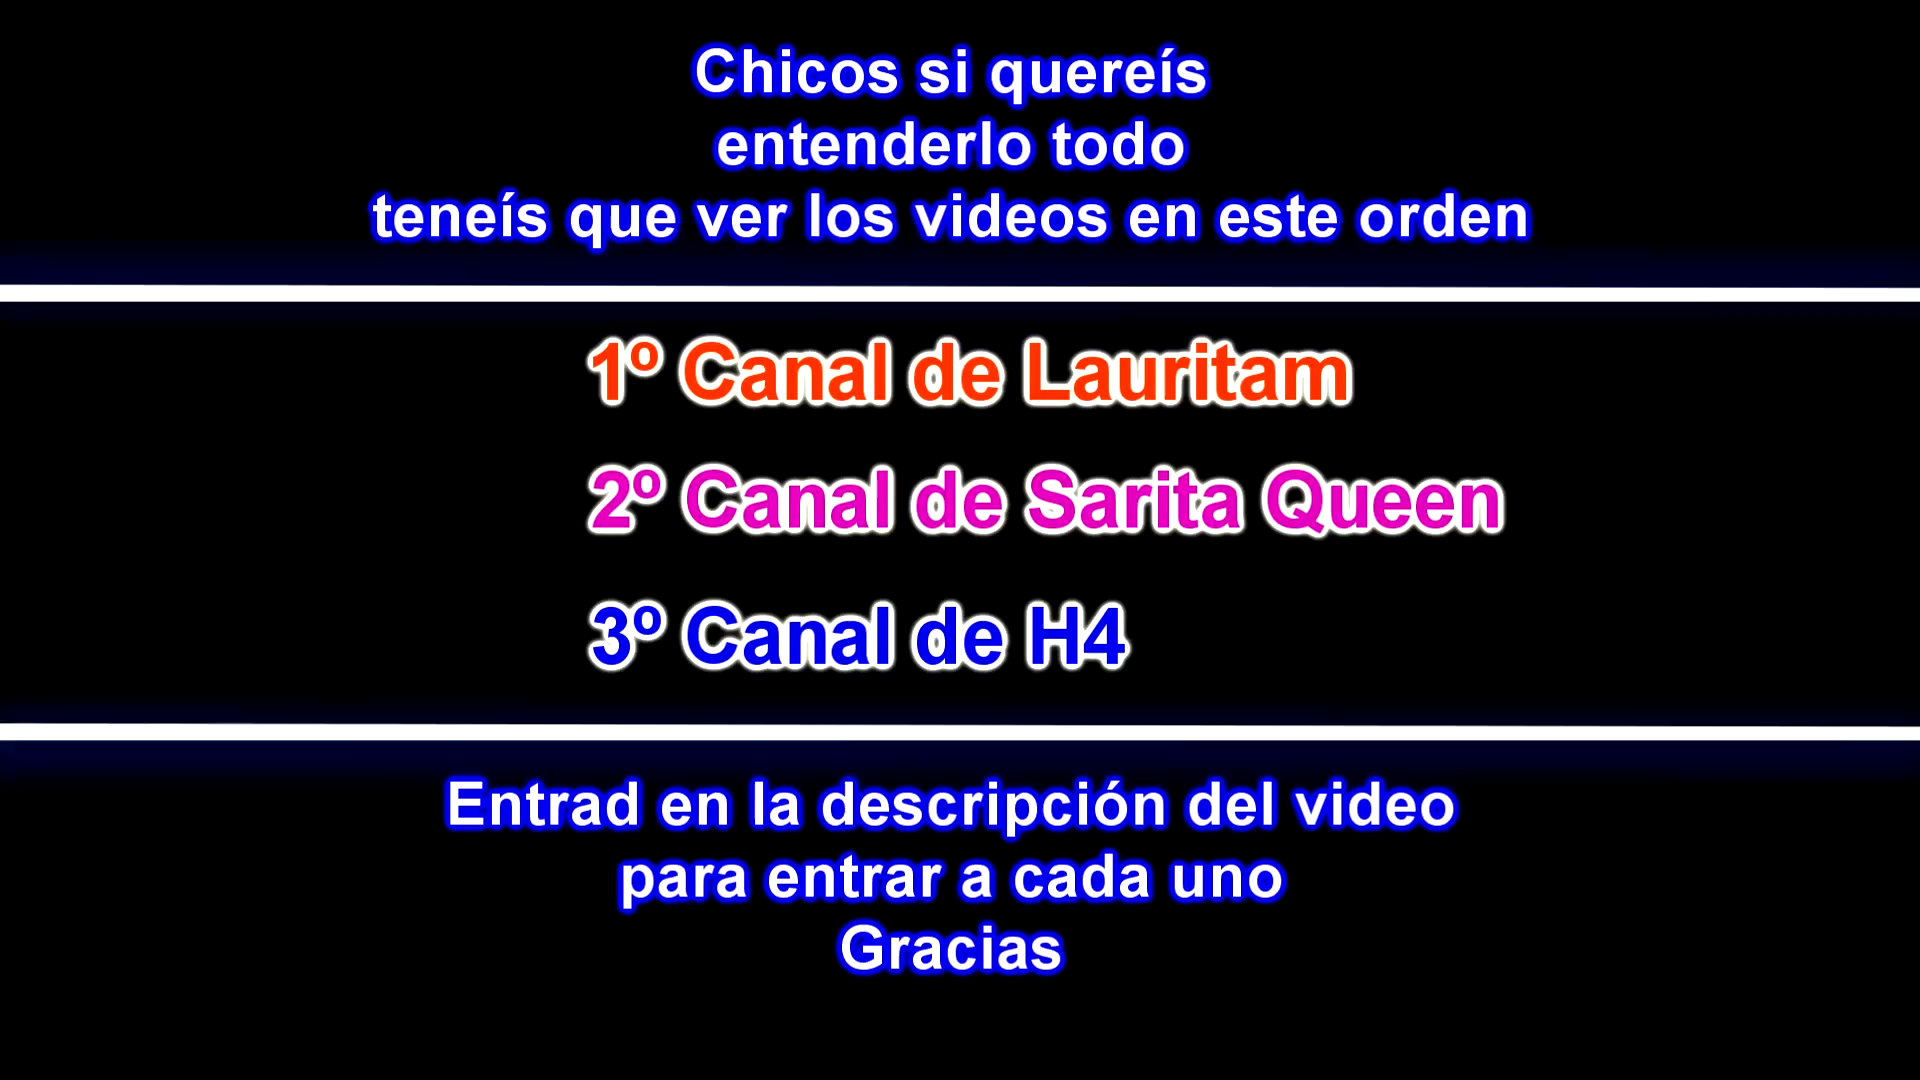 Chicos si quereís
entenderlo todo
teneís que ver los videos en este orden
1º Canal de Lauritam
2º Canal de Sarita Queen
3º Canal de H4
Entrad en la descripción del video
para entrar a cada uno
Gracias